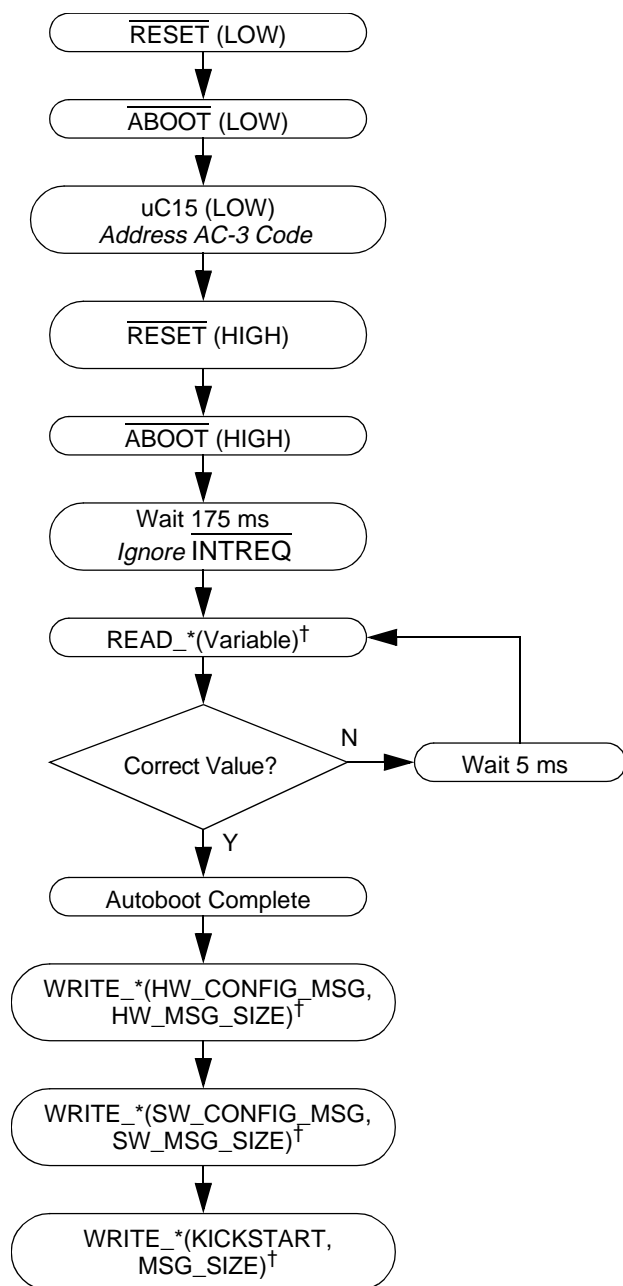 RESET (LOW)
ABOOT (LOW)
uC15 (LOW)
Address AC-3 Code
RESET (HIGH)
ABOOT (HIGH)
Wait 175 ms
Ignore INTREQ
READ_*(Variable)†
Correct Value?
N
Wait 5 ms
Y
Autoboot Complete
WRITE_*(HW_CONFIG_MSG,
HW_MSG_SIZE)†
WRITE_*(SW_CONFIG_MSG,
SW_MSG_SIZE)†
WRITE_*(KICKSTART,
MSG_SIZE)†